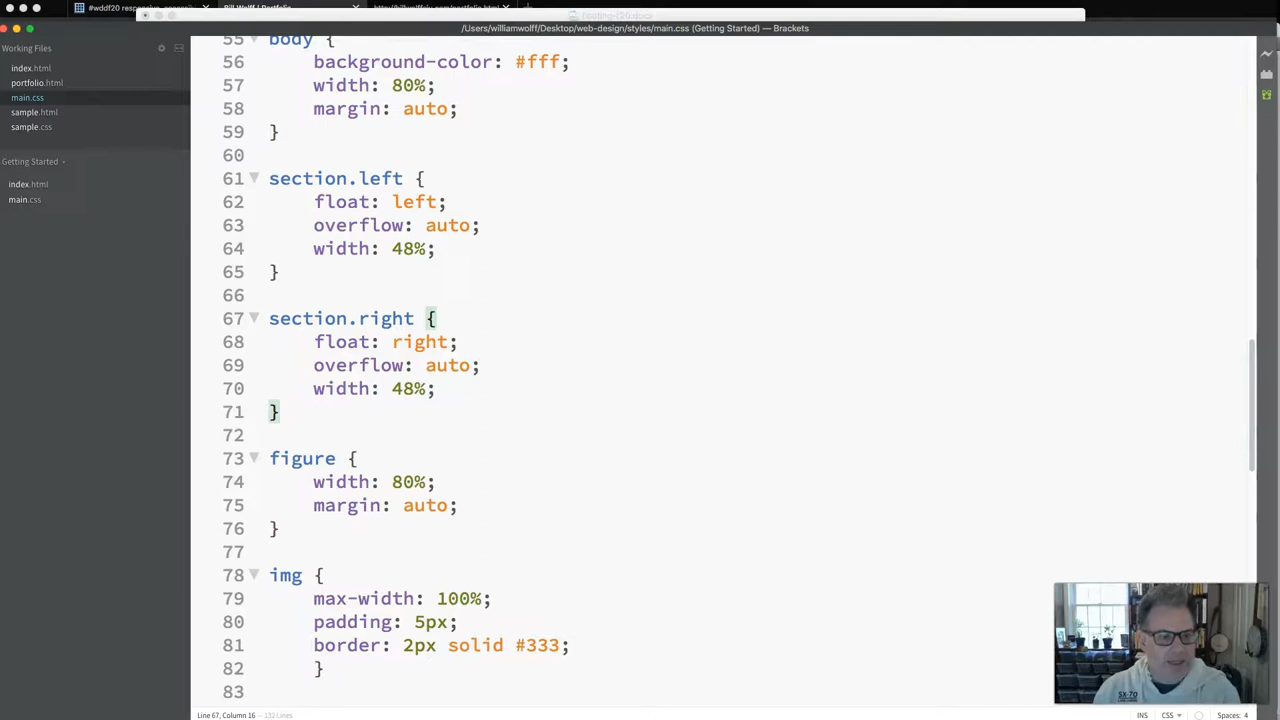 #wddf20 responsive
Bill Wolff | Portfolio
/Users/williamwolff/Desktop/web-design/styles/main.css (Getting Started) — Brackets
Working Files
index.html
portfolio.html
main.css
sample.html
sample.css
Getting Started
index.html
main.css
55 body {
56 background-color: #fff;
57 width: 80%;
58 margin: auto;
59 }
60
61 section.left {
62 float: left;
63 overflow: auto;
64 width: 48%;
65 }
66
67 section.right {
68 float: right;
69 overflow: auto;
70 width: 48%;
71 }
72
73 figure {
74 width: 80%;
75 margin: auto;
76 }
77
78 img {
79 max-width: 100%;
80 padding: 5px;
81 border: 2px solid #333;
82 }
83
SX-70
Line 67, Column 16 — 132 Lines
INS CSS Spaces: 4